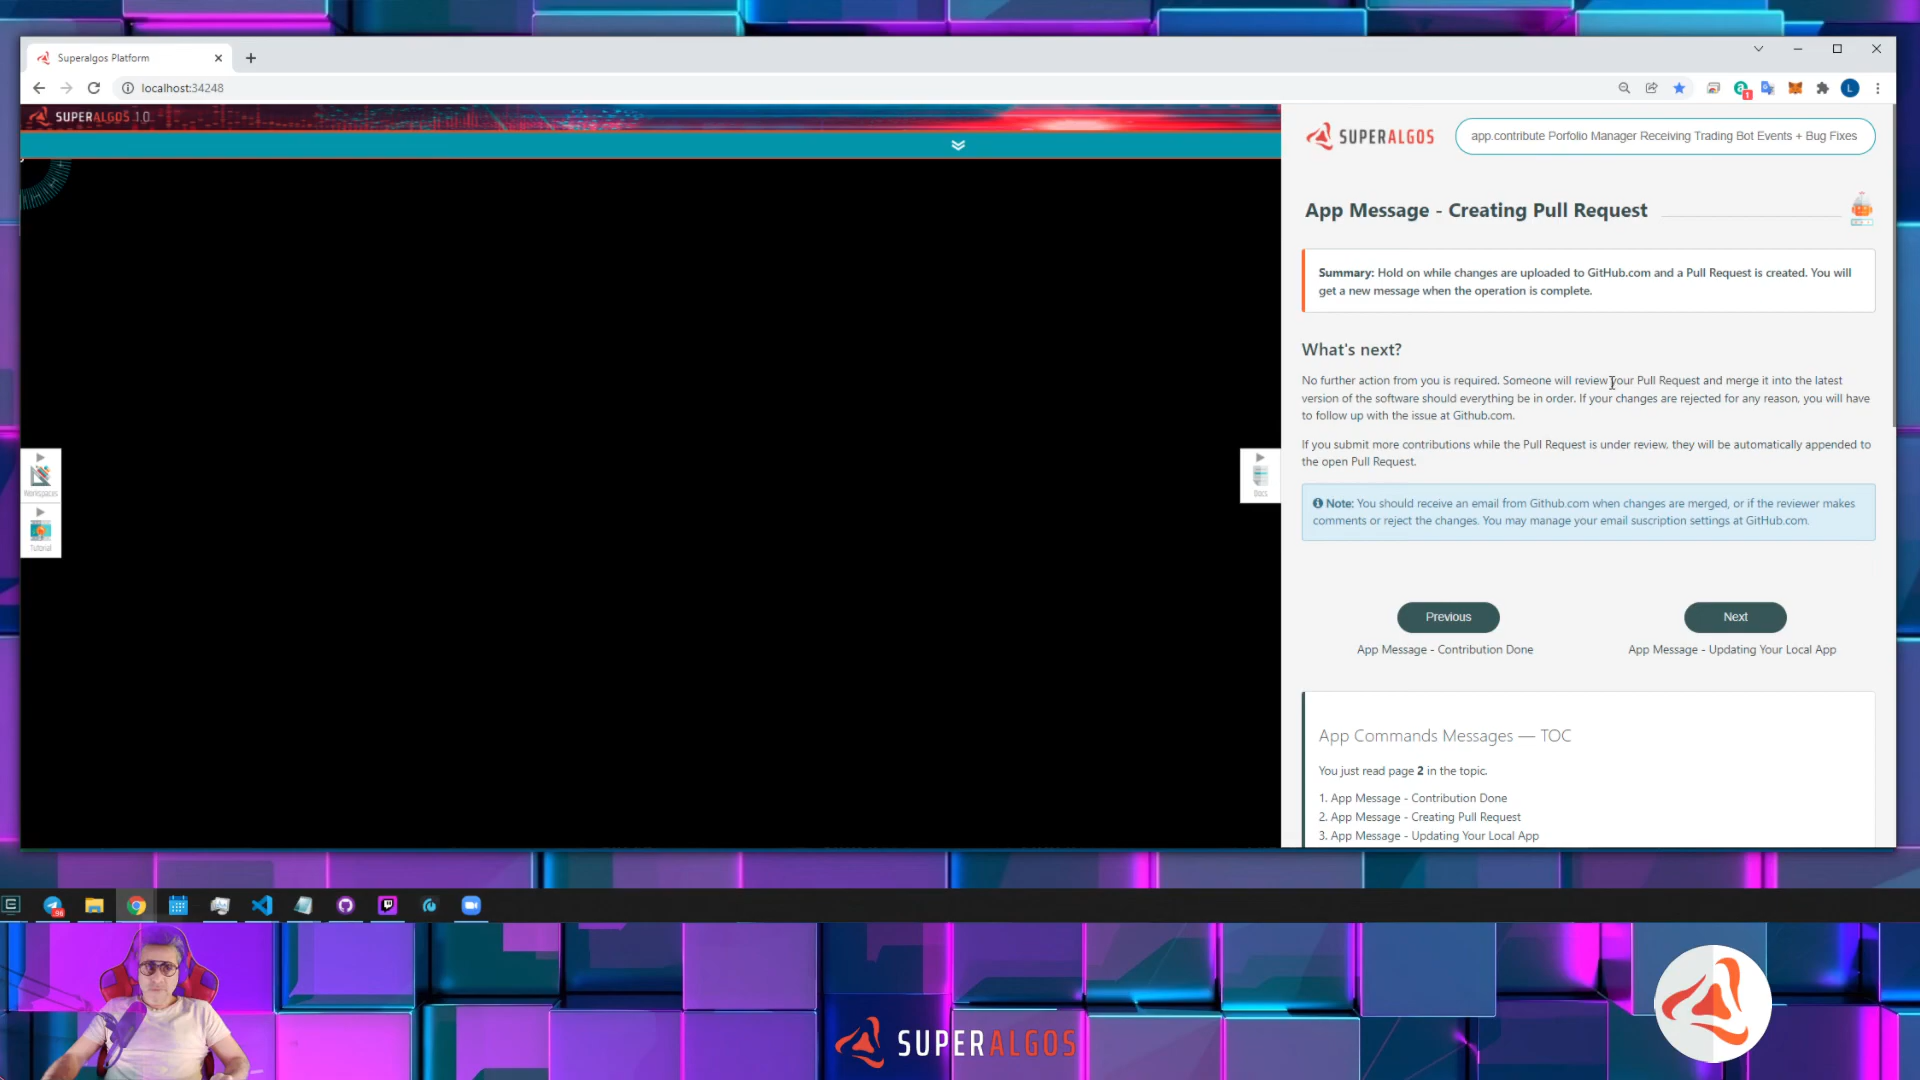 Superalgos Platform
localhost:34248
SUPERALGOS 1.0
SUPERALGOS
app.contribute Porfolio Manager Receiving Trading Bot Events + Bug Fixes
App Message - Creating Pull Request
Summary: Hold on while changes are uploaded to GitHub.com and a Pull Request is created. You will
get a new message when the operation is complete.
What's next?
No further action from you is required. Someone will review your Pull Request and merge it into the latest
version of the software should everything be in order. If your changes are rejected for any reason, you will have
to follow up with the issue at Github.com.
If you submit more contributions while the Pull Request is under review, they will be automatically appended to
the open Pull Request.
Workspaces
Docs
Note: You should receive an email from Github.com when changes are merged, or if the reviewer makes
comments or reject the changes. You may manage your email suscription settings at GitHub.com.
Tutorial
Previous
Next
App Message - Contribution Done
App Message - Updating Your Local App
App Commands Messages — TOC
You just read page 2 in the topic.
1. App Message - Contribution Done
2. App Message - Creating Pull Request
3. App Message - Updating Your Local App
SUPERALGOS